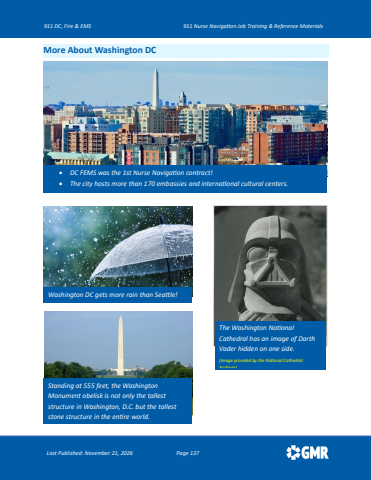 911 DC, Fire & EMS
911 Nurse Navigation Job Training & Reference Materials
More About Washington DC
• DC FEMS was the 1st Nurse Navigation contract!
• The city hosts more than 170 embassies and international cultural centers.
Washington DC gets more rain than Seattle!
The Washington National
Cathedral has an image of Darth
Vader hidden on one side.
(Image provided by the National Cathedral
Standing at 555 feet, the Washington
Monument obelisk is not only the tallest
structure in Washington, D.C. but the tallest
stone structure in the entire world.
Last Published: November 21, 2026
Page 137
GMR